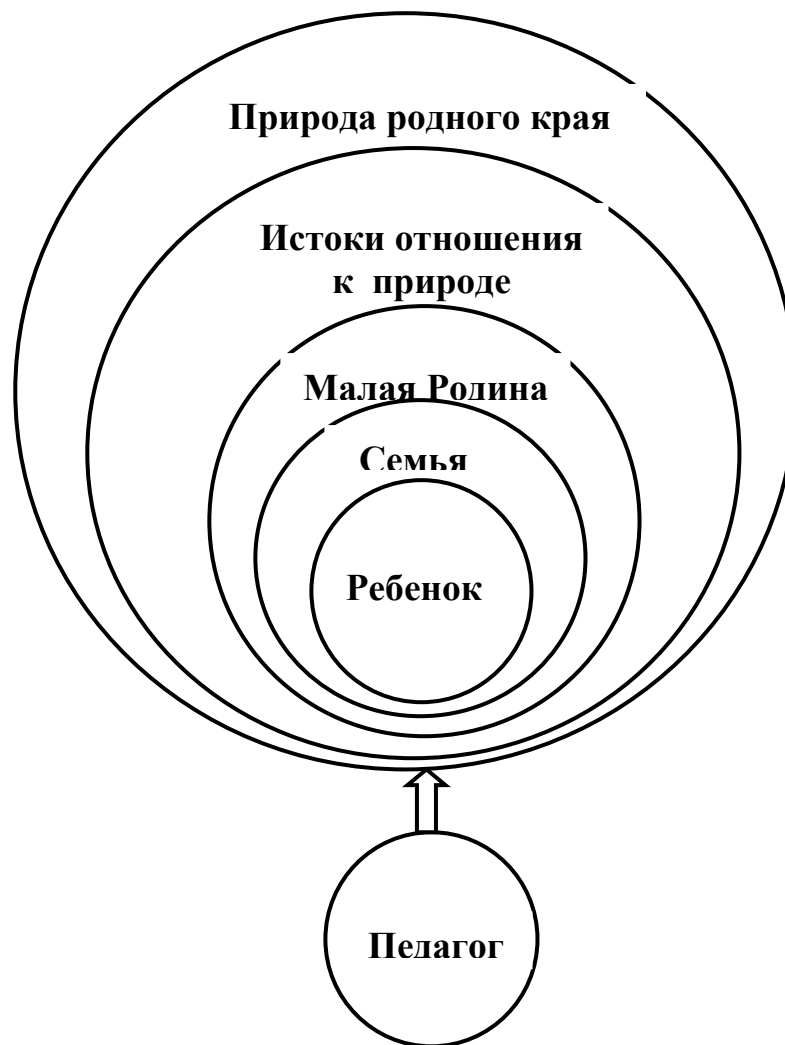 Природа родного края
Истоки отношения
к природе
Малая Родина
Семья
Ребенок
Педагог